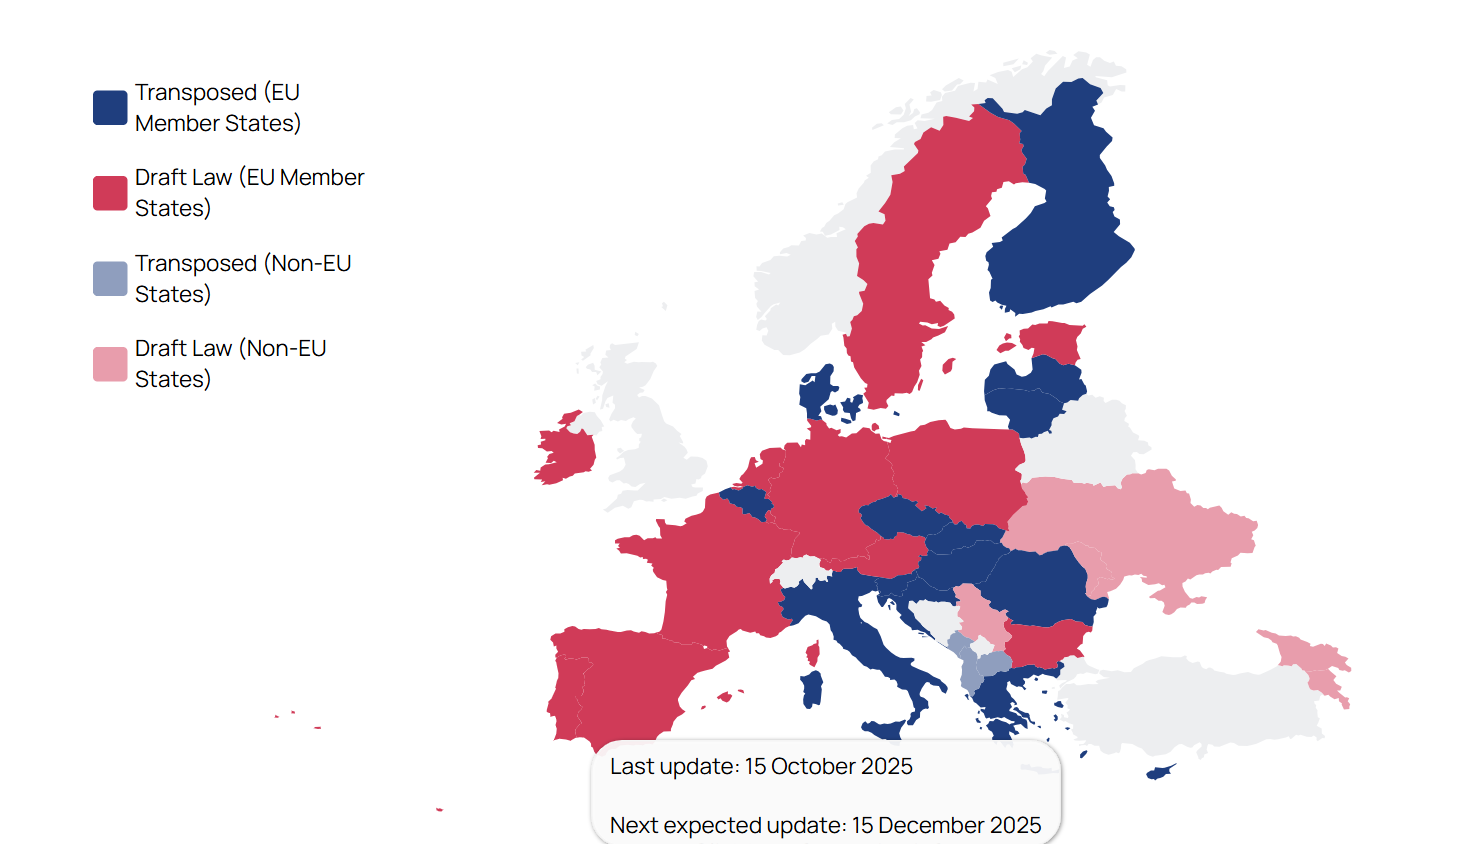 Transposed (EU
Member States)
Draft Law (EU Member
States)
Transposed (Non-EU
States)
Draft Law (Non-EU
States)
Last update: 15 October 2025
Next expected update: 15 December 2025